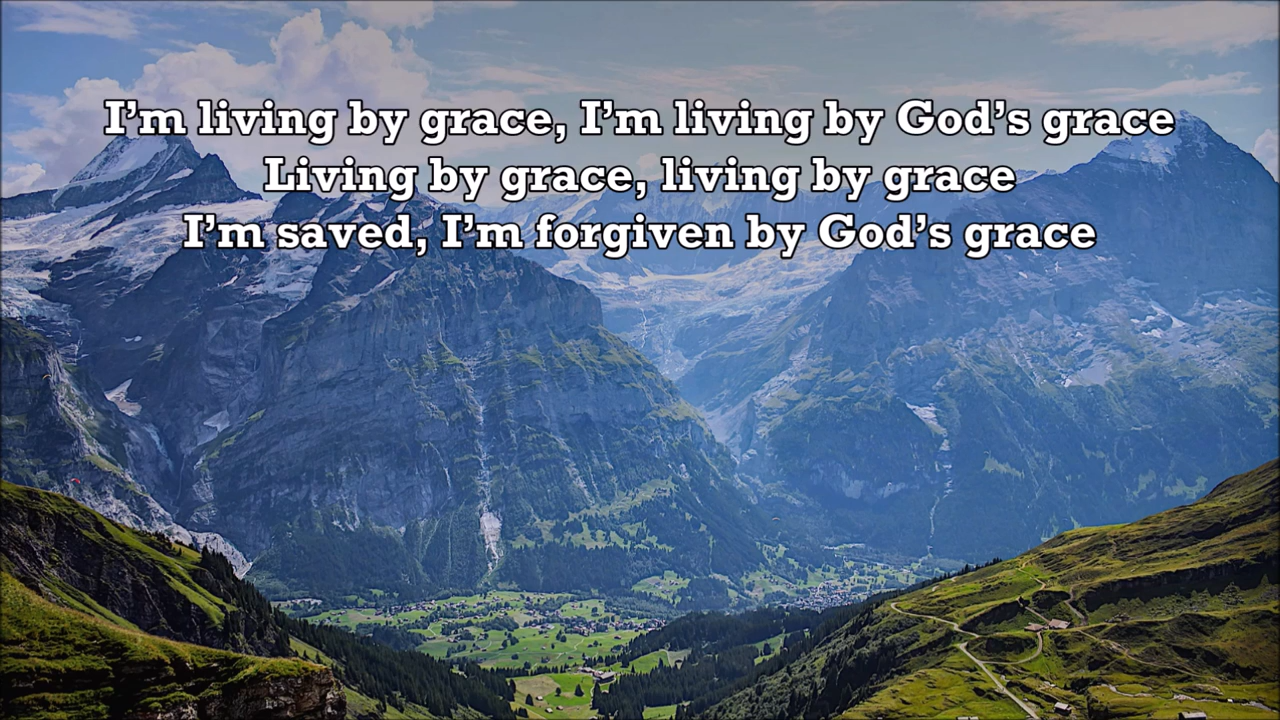 I’m living by grace, I’m living by God’s grace
Living by grace, living by grace
I’m saved, I’m forgiven by God’s grace